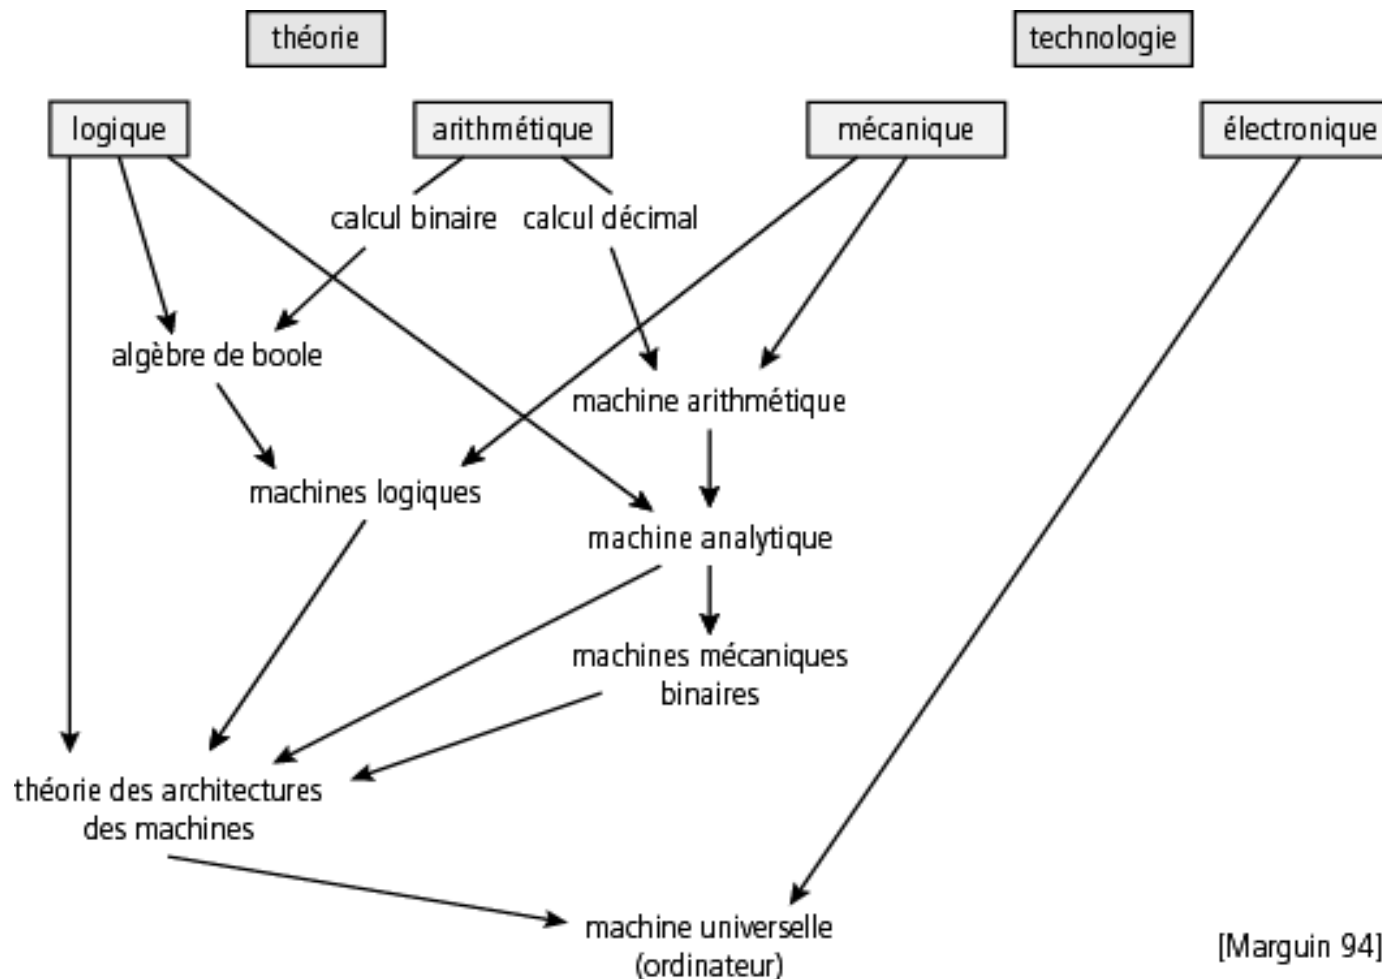 théorie
technologie
logique
arithmétique
mécanique
électronique
calcul binaire
calcul décimal
algèbre de boole
machine arithmétique
machines logiques
machine analytique
machines mécaniques
binaires
théorie des architectures
des machines
machine universelle
(ordinateur)
[Marguin 94]